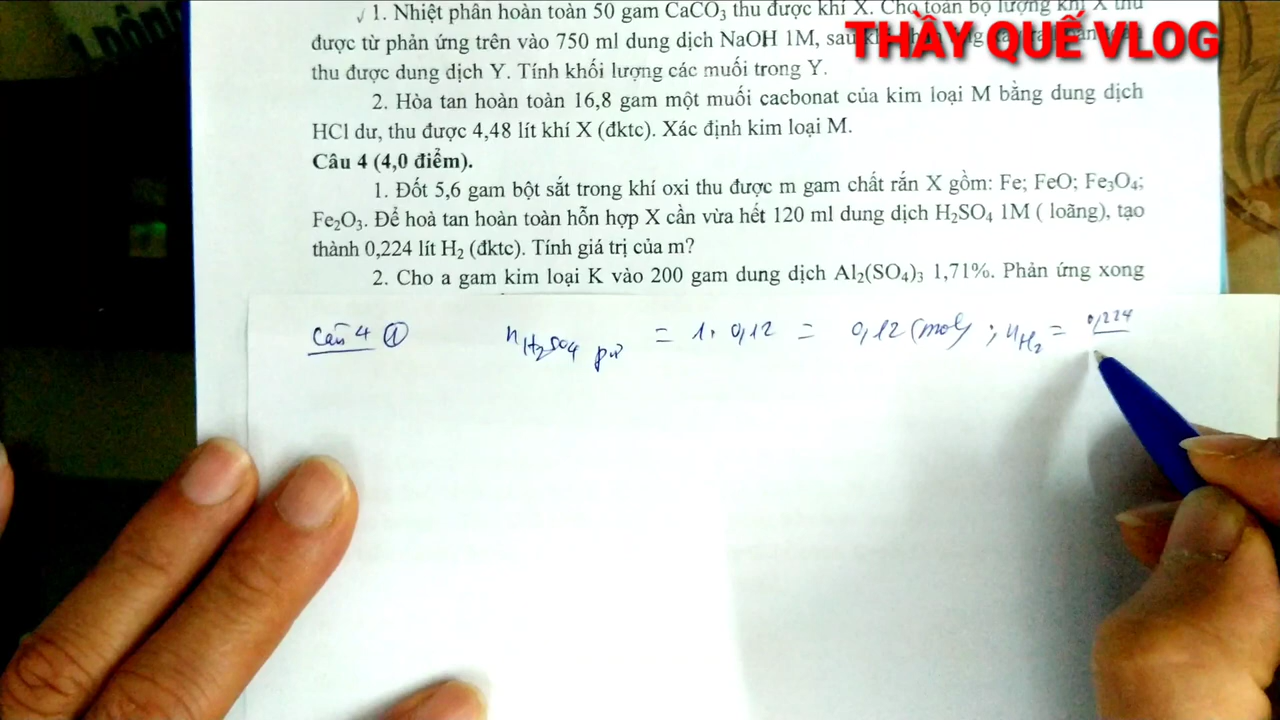 1. Nhiệt phân hoàn toàn 50 gam CaCO₃ thu được khí X. Cho toàn bộ lượng khí X thu
THẦY QUẾ VLOG
được từ phản ứng trên vào 750 ml dung dịch NaOH 1M, sau
thu được dung dịch Y. Tính khối lượng các muối trong Y.
2. Hòa tan hoàn toàn 16,8 gam một muối cacbonat của kim loại M bằng dung dịch
HCl dư, thu được 4,48 lít khí X (đktc). Xác định kim loại M.
Câu 4 (4,0 điểm).
1. Đốt 5,6 gam bột sắt trong khí oxi thu được m gam chất rắn X gồm: Fe; FeO; Fe₃O₄;
Fe₂O₃. Để hoà tan hoàn toàn hỗn hợp X cần vừa hết 120 ml dung dịch H₂SO₄ 1M ( loãng), tạo
thành 0,224 lít H₂ (đktc). Tính giá trị của m?
2. Cho a gam kim loại K vào 200 gam dung dịch Al₂(SO₄)₃ 1,71%. Phản ứng xong
Câu 4 ① n H₂SO₄ pư = 1. 0,12 = 0,12 (mol) ; n H₂ = 0,224